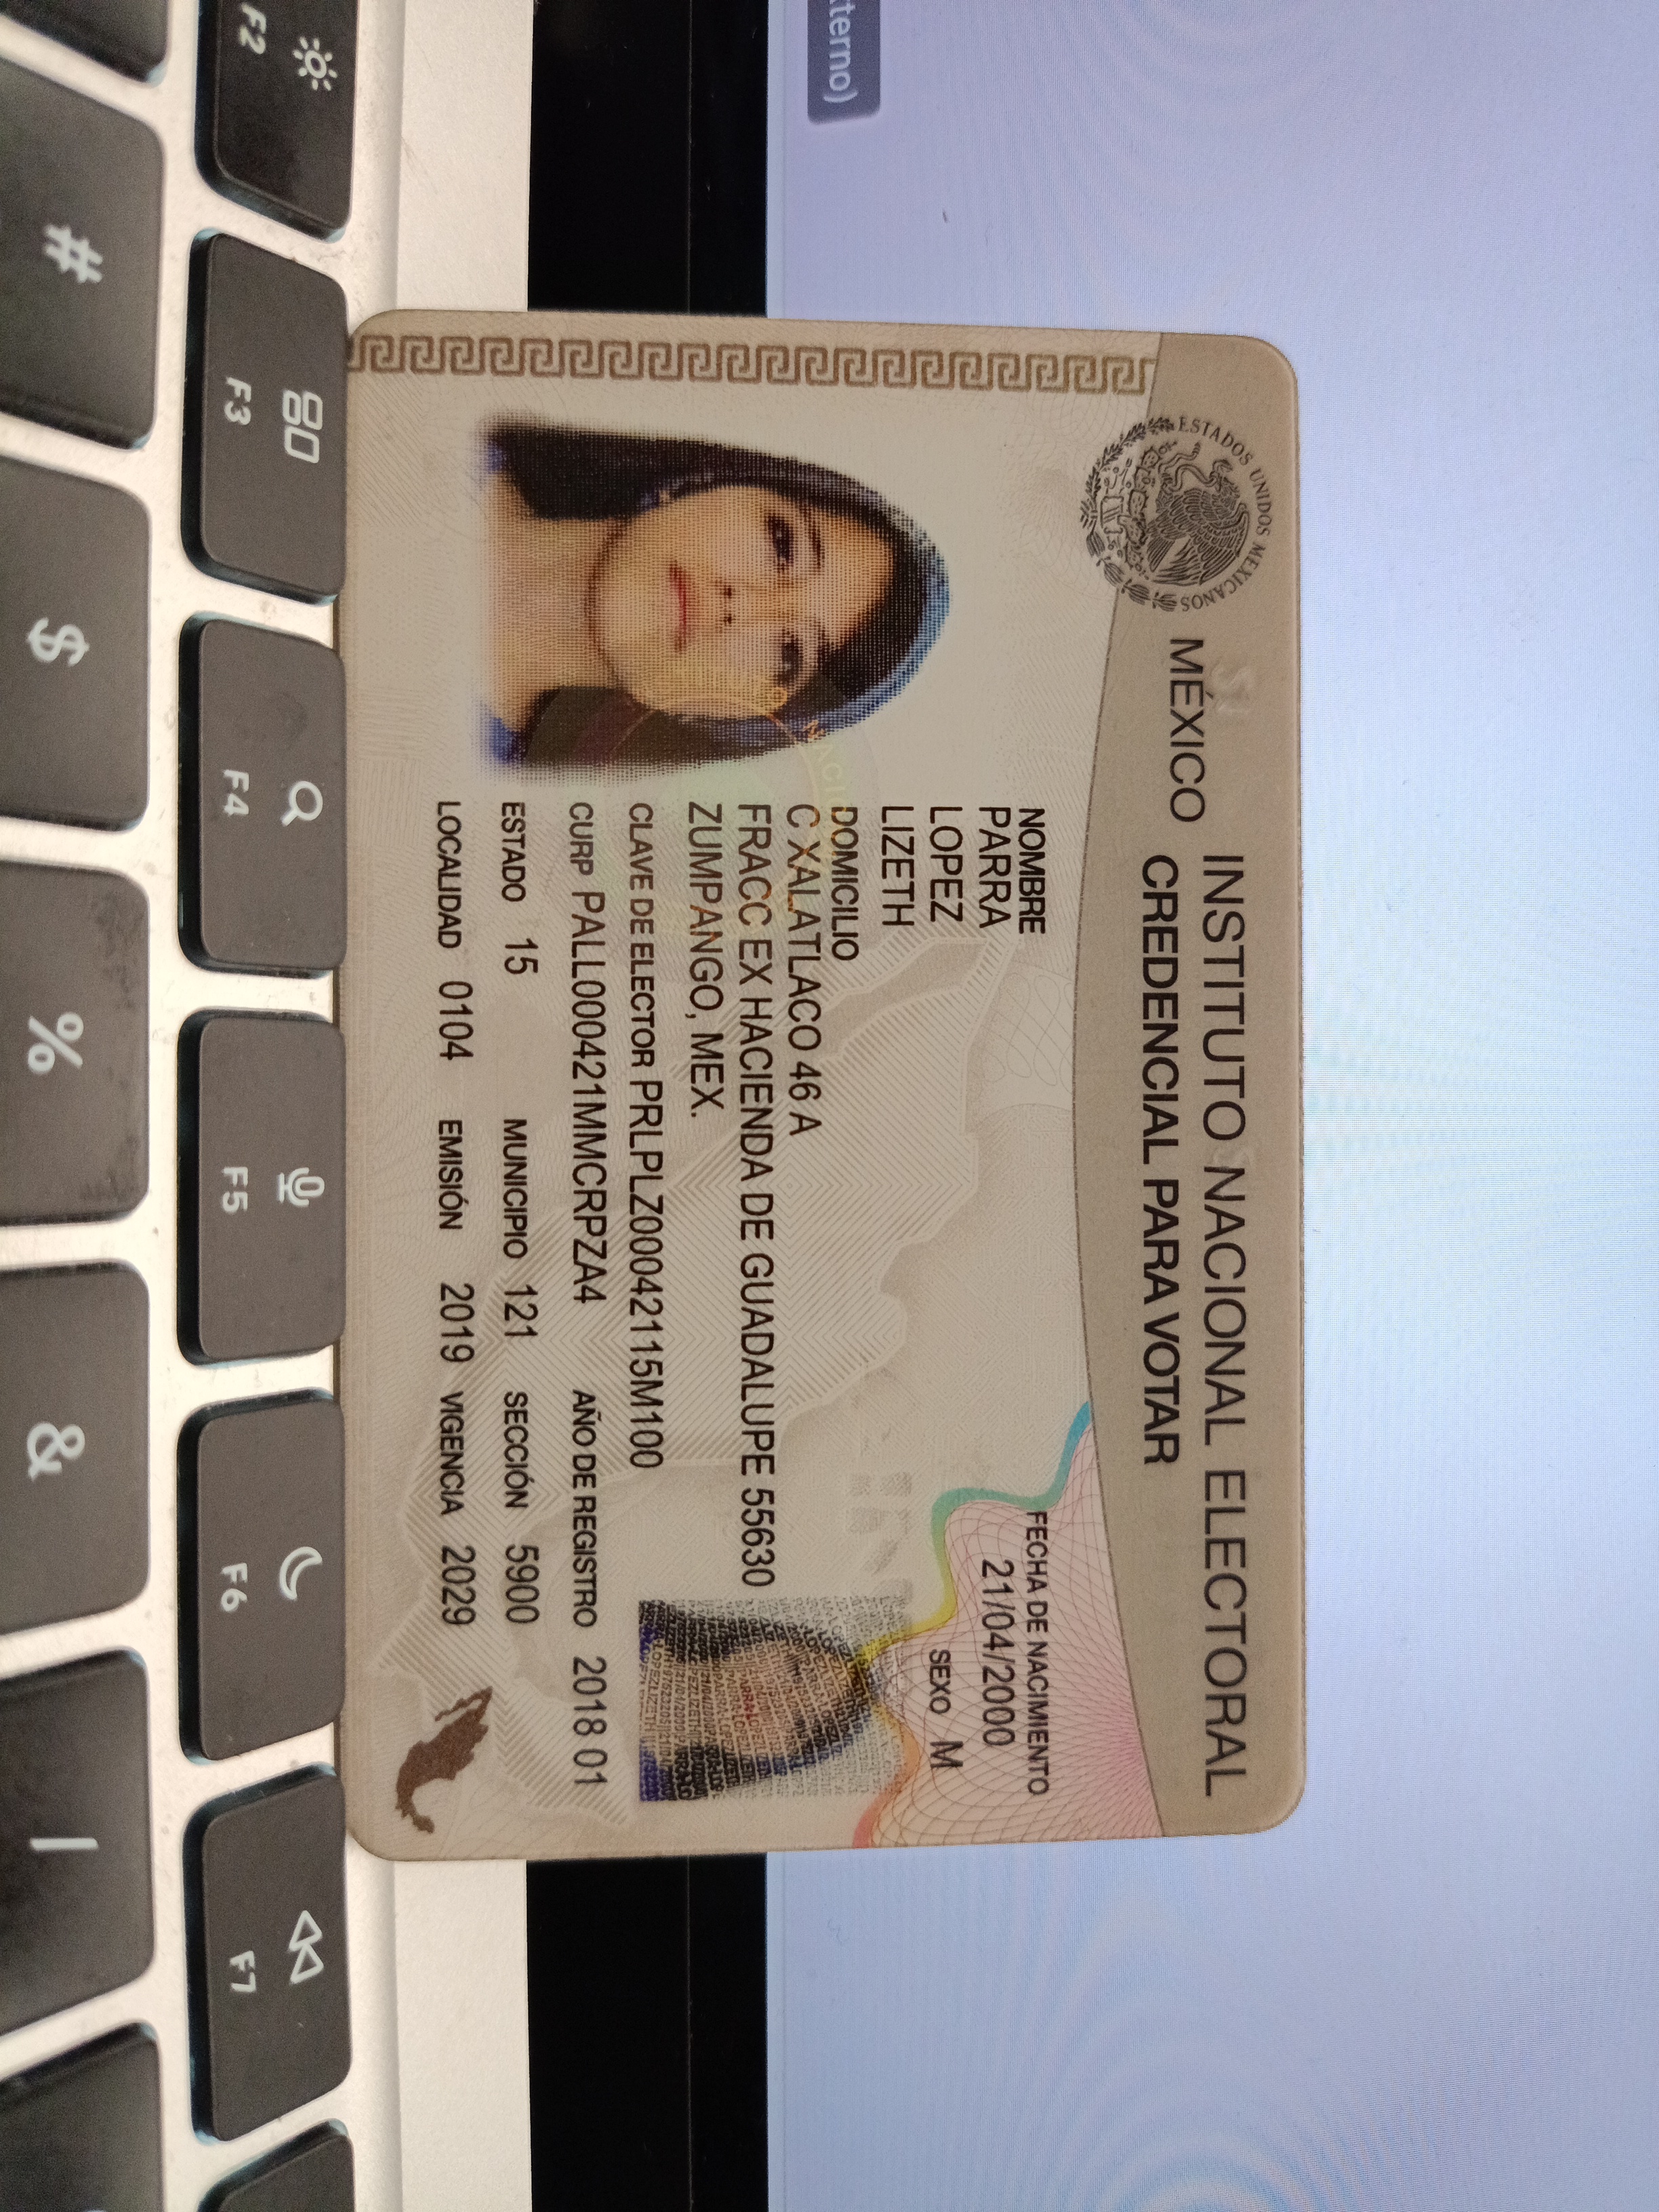 ESTADOS UNIDOS MEXICANOS
MÉXICO
INSTITUTO NACIONAL ELECTORAL
CREDENCIAL PARA VOTAR
NOMBRE
PARRA
LOPEZ
LIZETH
FECHA DE NACIMIENTO
21/04/2000
SEXO M
DOMICILIO
C XALATLACO 46 A
FRACC EX HACIENDA DE GUADALUPE 55630
ZUMPANGO, MEX.
CLAVE DE ELECTOR PRLPLZ00042115M100
CURP PALL000421MMCRPZA4 AÑO DE REGISTRO 2018 01
ESTADO 15 MUNICIPIO 121 SECCIÓN 5900
LOCALIDAD 0104 EMISIÓN 2019 VIGENCIA 2029
F2
F3
F4
F5
F6
F7
#
$
%
&
/
terno)